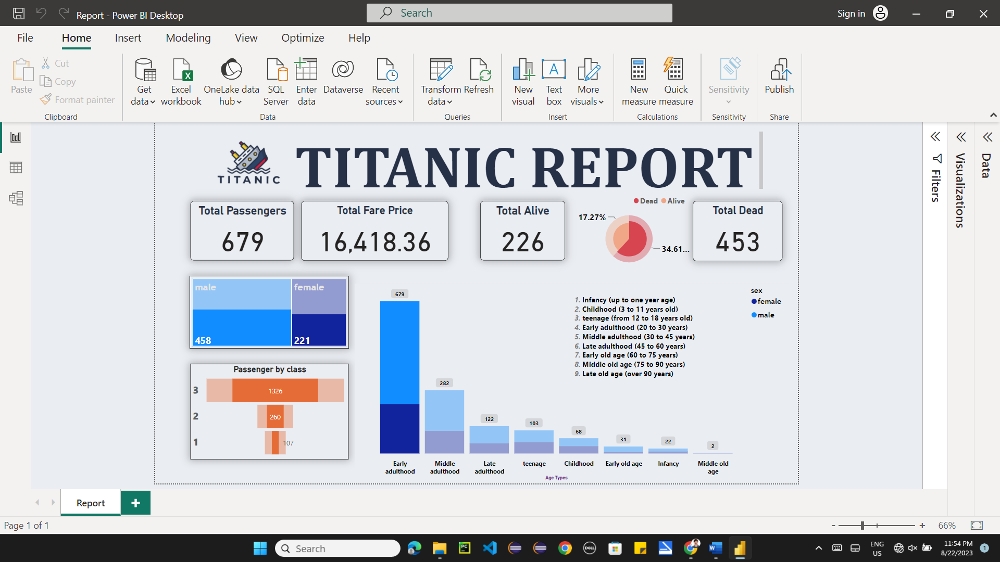 Report - Power BI Desktop
Search
Sign in
File
Home
Insert
Modeling
View
Optimize
Help
Paste
Cut
Copy
Format painter
Clipboard
Get data
Excel workbook
OneLake data hub
SQL Server
Enter data
Dataverse
Recent sources
Data
Transform data
Refresh
Queries
New visual
Text box
More visuals
Insert
New measure
Quick measure
Calculations
Sensitivity
Sensitivity
Publish
Share
TITANIC
TITANIC REPORT
Total Passengers
679
Total Fare Price
16,418.36
Total Alive
226
Dead
Alive
17.27%
34.61...
Total Dead
453
male
458
female
221
Passenger by class
3
1326
2
260
1
107
679
282
122
103
68
31
22
2
Early adulthood
Middle adulthood
Late adulthood
teenage
Childhood
Early old age
Infancy
Middle old age
Age Types
1. Infancy (up to one year age)
2. Childhood (3 to 11 years old)
3. teenage (from 12 to 18 years old)
4. Early adulthood (20 to 30 years)
5. Middle adulthood (30 to 45 years)
6. Late adulthood (45 to 60 years)
7. Early old age (60 to 75 years)
8. Middle old age (75 to 90 years)
9. Late old age (over 90 years)
sex
female
male
Filters
Visualizations
Data
Report
Page 1 of 1
66%
Search
PC
DELL
ENG
US
11:54 PM
8/22/2023
1